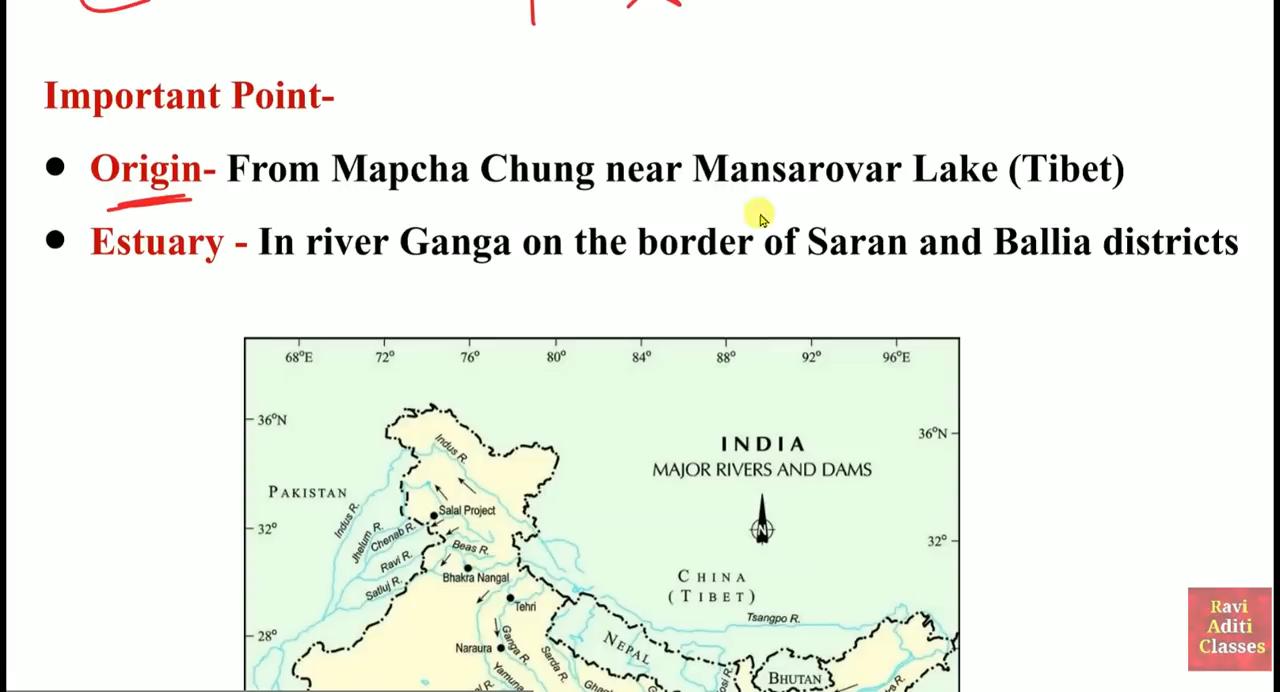 Important Point-
● Origin- From Mapcha Chung near Mansarovar Lake (Tibet)
● Estuary - In river Ganga on the border of Saran and Ballia districts
68°E 72° 76° 80° 84° 88° 92° 96°E
36°N 36°N
INDIA
MAJOR RIVERS AND DAMS
Indus R.
PAKISTAN
Salal Project
Indus R.
Jhelum R.
Chenab R.
32° 32°
N
Beas R.
Ravi R.
Bhakra Nangal
CHINA
(TIBET)
Satluj R.
Tehri
Tsangpo R.
28°
Ganga R.
Naraura
Sarda R.
NEPAL
Yamuna
BHUTAN
Ravi
Aditi
Classes